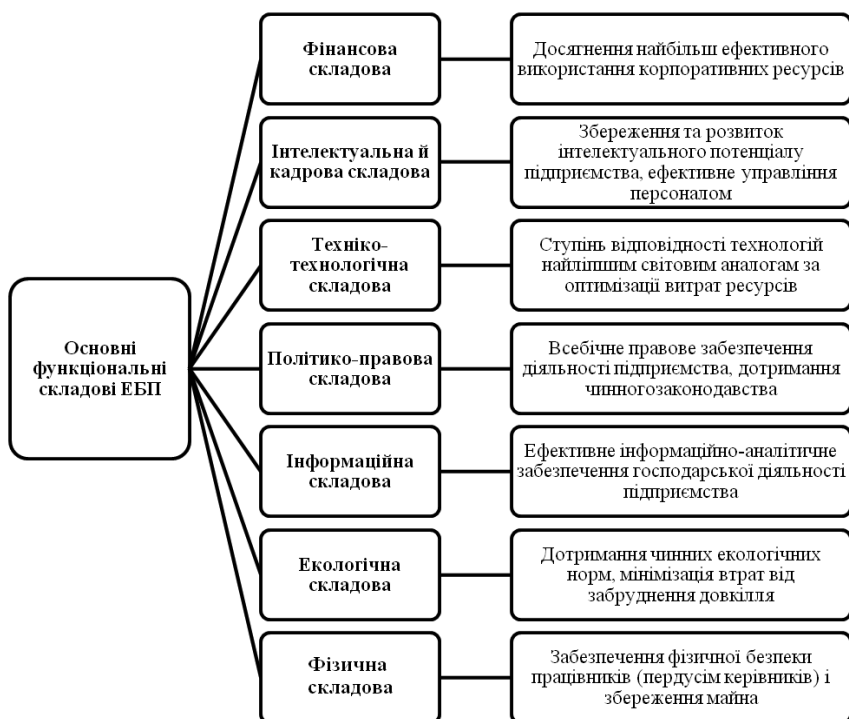 Основні
функціональні
складові ЕБП
Фінансова
складова
Досягнення найбільш ефективного
використання корпоративних ресурсів
Інтелектуальна й
кадрова складова
Збереження та розвиток
інтелектуального потенціалу
підприємства, ефективне управління
персоналом
Техніко-
технологічна
складова
Ступінь відповідності технологій
найліпшим світовим аналогам за
оптимізації витрат ресурсів
Політико-правова
складова
Всебічне правове забезпечення
діяльності підприємства, дотримання
чинногозаконодавства
Інформаційна
складова
Ефективне інформаційно-аналітичне
забезпечення господарської діяльності
підприємства
Екологічна
складова
Дотримання чинних екологічних
норм, мінімізація втрат від
забруднення довкілля
Фізична
складова
Забезпечення фізичної безпеки
працівників (пердусім керівників) і
збереження майна